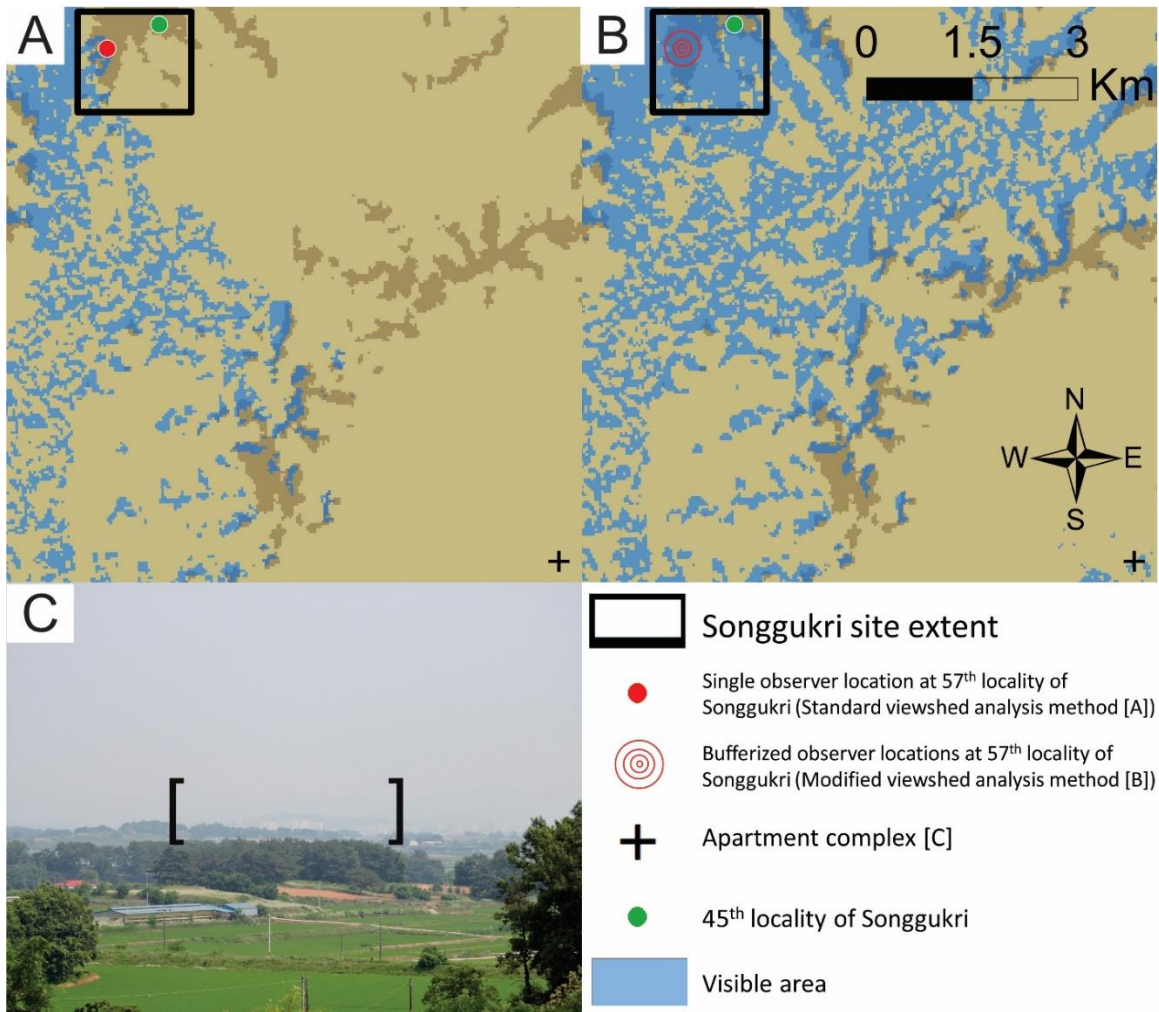 A
B
0 1.5 3
Km
N
W E
S
C
Songgukri site extent
Single observer location at 57th locality of
Songgukri (Standard viewshed analysis method [A])
Bufferized observer locations at 57th locality of
Songgukri (Modified viewshed analysis method [B])
Apartment complex [C]
45th locality of Songgukri
Visible area